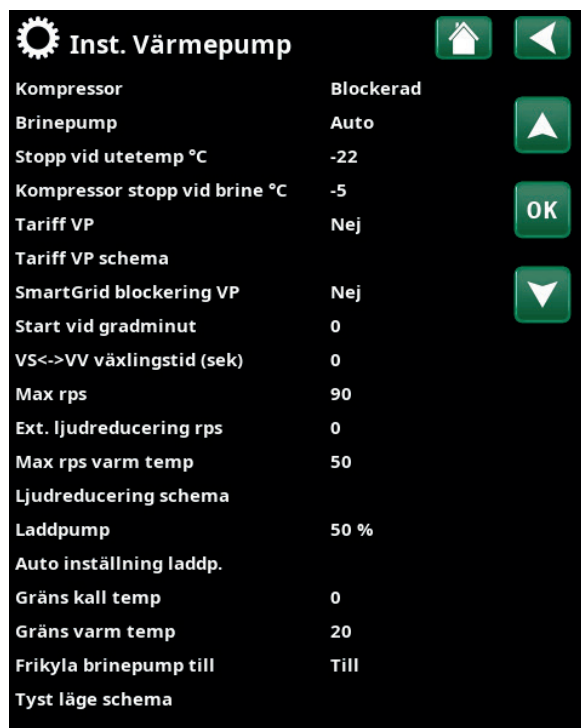 Inst. Värmepump
Kompressor Blockerad
Brinepump Auto
Stopp vid utetemp °C -22
Kompressor stopp vid brine °C -5
OK
Tariff VP Nej
Tariff VP schema
SmartGrid blockering VP Nej
Start vid gradminut 0
VS<->VV växlingstid (sek) 0
Max rps 90
Ext. ljudreducering rps 0
Max rps varm temp 50
Ljudreducering schema
Laddpump 50 %
Auto inställning laddp.
Gräns kall temp 0
Gräns varm temp 20
Frikyla brinepump till Till
Tyst läge schema